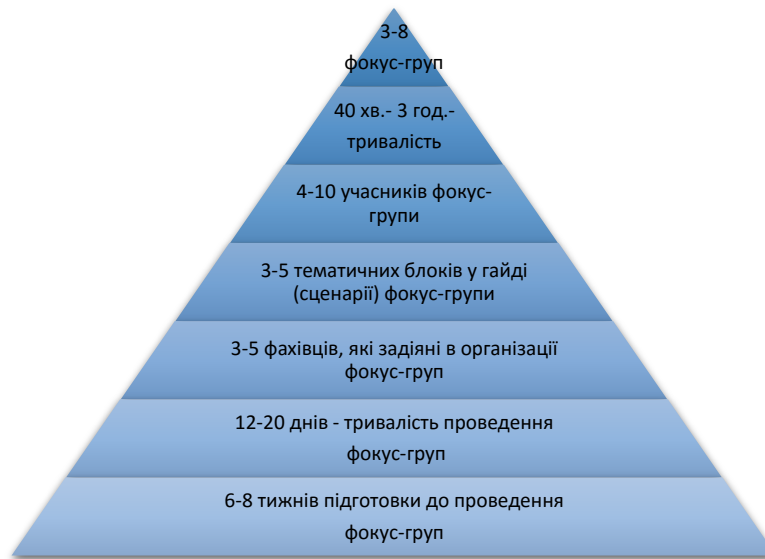 3-8
фокус-груп
40 хв.- 3 год.-
тривалість
4-10 учасників фокус-
групи
3-5 тематичних блоків у гайді
(сценарії) фокус-групи
3-5 фахівців, які задіяні в організації
фокус-груп
12-20 днів - тривалість проведення
фокус-груп
6-8 тижнів підготовки до проведення
фокус-груп